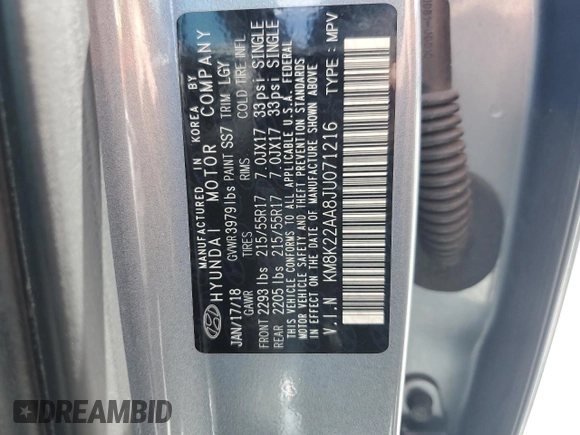 MANUFACTURED IN KOREA BY
HYUNDAI MOTOR COMPANY
JAN/17/18 GVWR 3979 lbs PAINT SS7 TRIM LGY
GAWR TIRES RIMS COLD TIRE INFL
FRONT 2293 lbs 215/55R17 7.0JX17 33psi SINGLE
REAR 2205 lbs 215/55R17 7.0JX17 33psi SINGLE
THIS VEHICLE CONFORMS TO ALL APPLICABLE U.S.A. FEDERAL
MOTOR VEHICLE SAFETY AND THEFT PREVENTION STANDARDS
IN EFFECT ON THE DATE OF MANUFACTURE SHOWN ABOVE
V.I.N KM8K22AA8JU071216 TYPE : MPV
DREAMBID